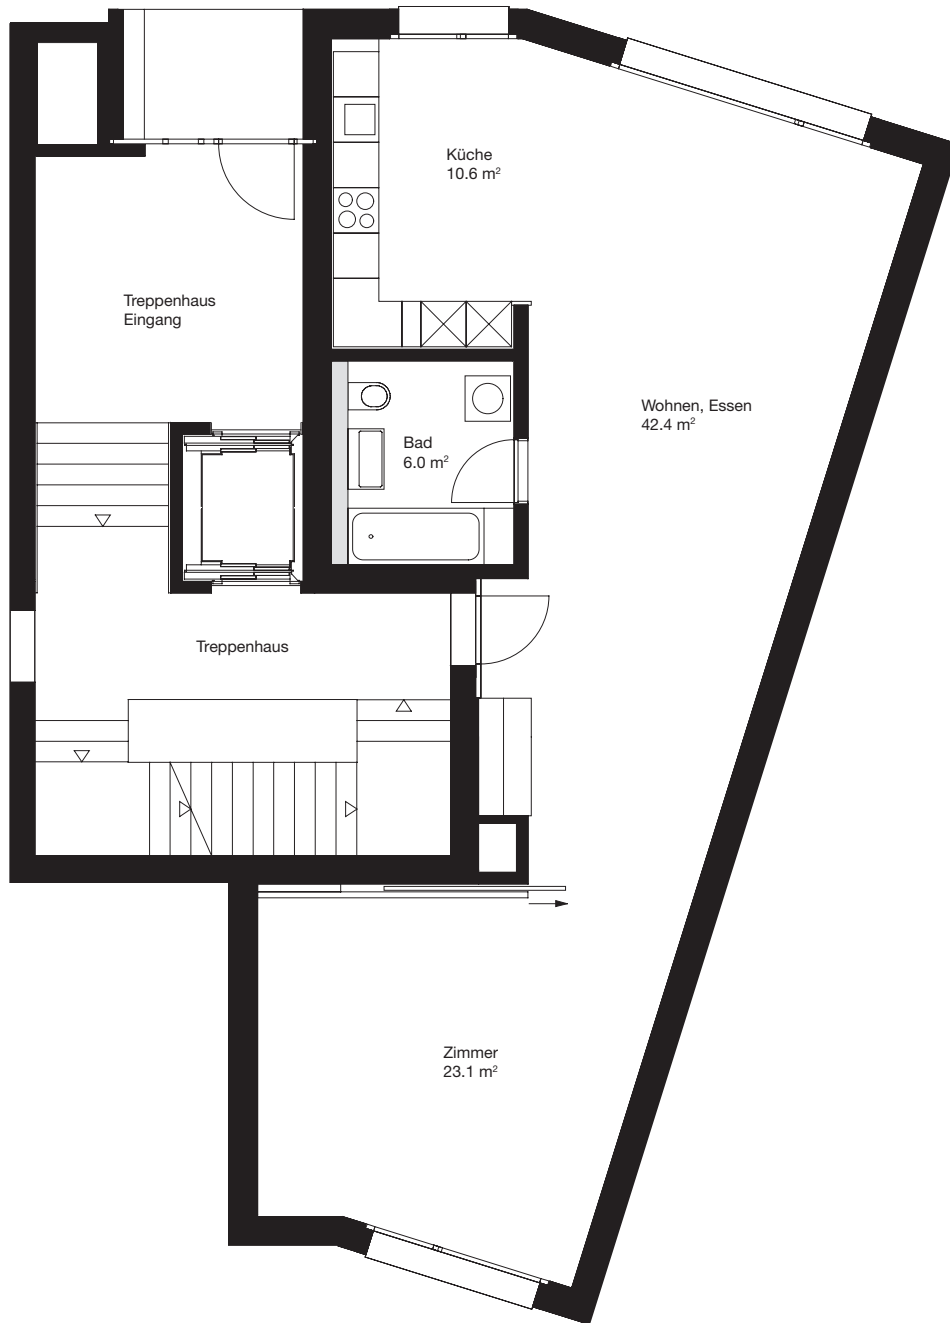 Küche
10.6 m²
Treppenhaus
Eingang
Wohnen, Essen
42.4 m²
Bad
6.0 m²
Treppenhaus
Zimmer
23.1 m²